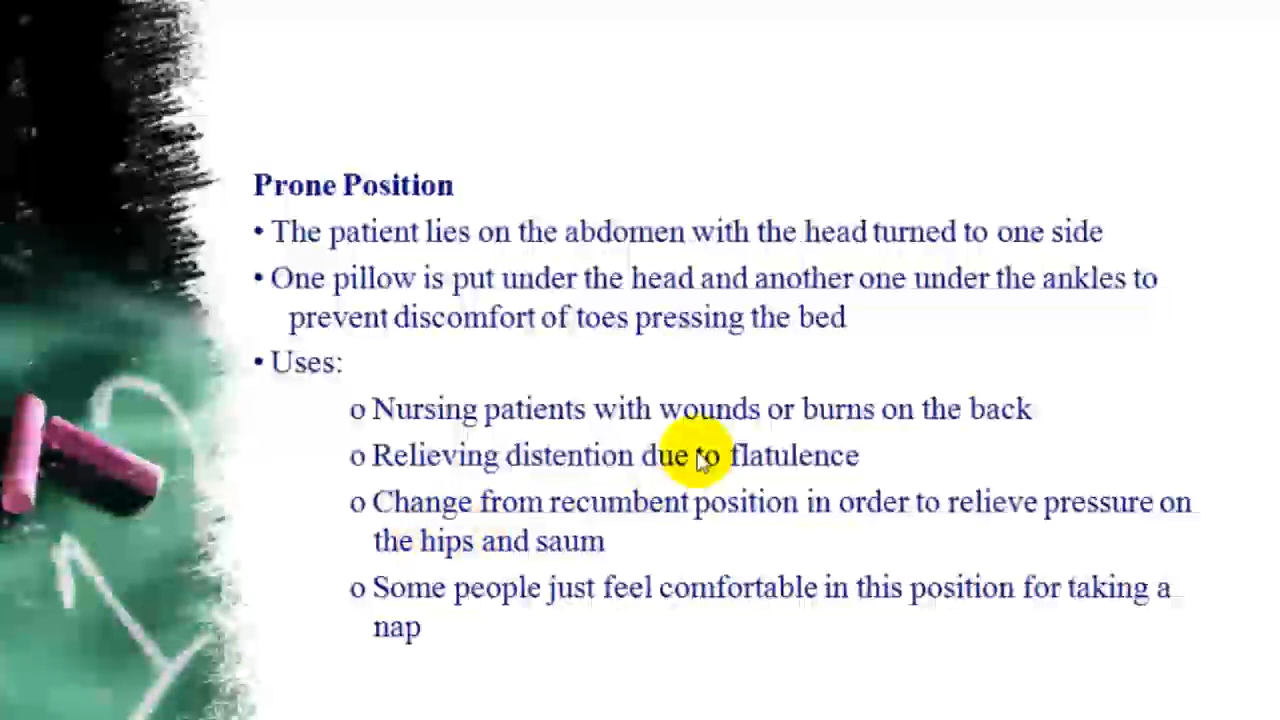 Prone Position
• The patient lies on the abdomen with the head turned to one side
• One pillow is put under the head and another one under the ankles to
prevent discomfort of toes pressing the bed
• Uses:
o Nursing patients with wounds or burns on the back
o Relieving distention due to flatulence
o Change from recumbent position in order to relieve pressure on
the hips and saum
o Some people just feel comfortable in this position for taking a
nap